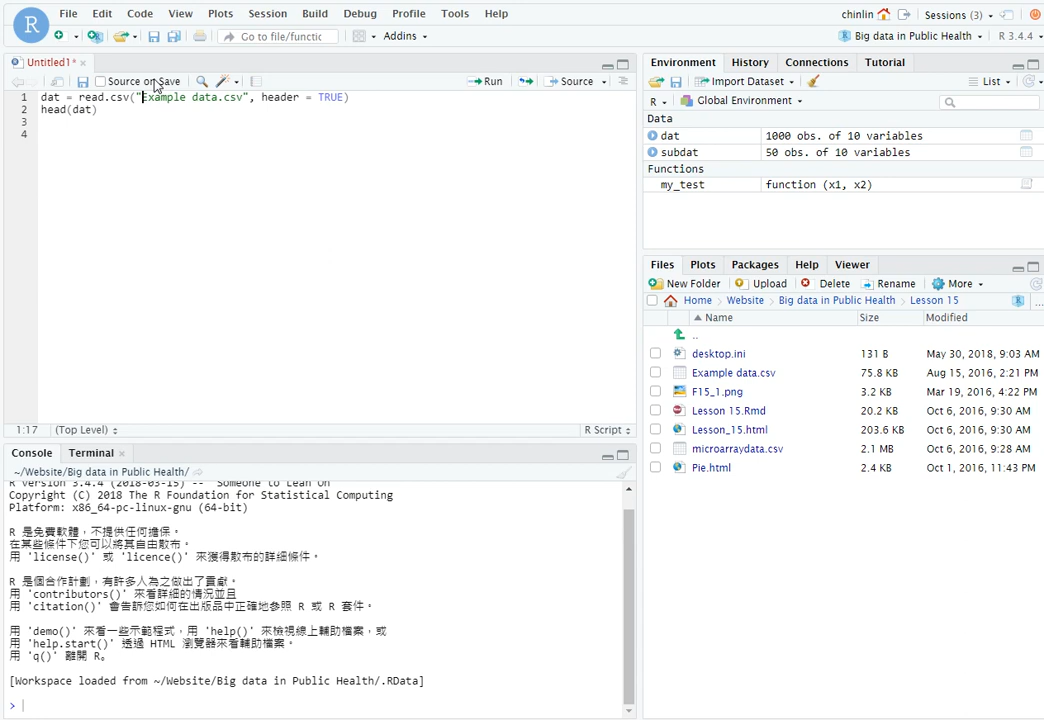 File Edit Code View Plots Session Build Debug Profile Tools Help
chinlin Sessions (3)
Go to file/functic Addins
Big data in Public Health R 3.4.4
Untitled1*
Source on Save Run Source
1 dat = read.csv("Example data.csv", header = TRUE)
2 head(dat)
3
4
1:17 (Top Level) R Script
Console Terminal
~/Website/Big data in Public Health/
R version 3.4.4 (2018-03-15) -- "Someone to Lean On"
Copyright (C) 2018 The R Foundation for Statistical Computing
Platform: x86_64-pc-linux-gnu (64-bit)
R 是免費軟體，不提供任何擔保。
在某些條件下您可以將其自由散布。
用 'license()' 或 'licence()' 來獲得散布的詳細條件。
R 是個合作計劃，有許多人為之做出了貢獻。
用 'contributors()' 來看詳細的情況並且
用 'citation()' 會告訴您如何在出版品中正確地參照 R 或 R 套件。
用 'demo()' 來看一些示範程式，用 'help()' 來檢視線上輔助檔案，或
用 'help.start()' 透過 HTML 瀏覽器來看輔助檔案。
用 'q()' 離開 R。
[Workspace loaded from ~/Website/Big data in Public Health/.RData]
>
Environment History Connections Tutorial
Import Dataset List
R Global Environment
Data
dat 1000 obs. of 10 variables
subdat 50 obs. of 10 variables
Functions
my_test function (x1, x2)
Files Plots Packages Help Viewer
New Folder Upload Delete Rename More
Home Website Big data in Public Health Lesson 15 ...
Name Size Modified
..
desktop.ini 131 B May 30, 2018, 9:03 AM
Example data.csv 75.8 KB Aug 15, 2016, 2:21 PM
F15_1.png 3.2 KB Mar 19, 2016, 4:22 PM
Lesson 15.Rmd 20.2 KB Oct 6, 2016, 9:30 AM
Lesson_15.html 203.6 KB Oct 6, 2016, 9:30 AM
microarraydata.csv 2.1 MB Oct 6, 2016, 9:28 AM
Pie.html 2.4 KB Oct 1, 2016, 11:43 PM